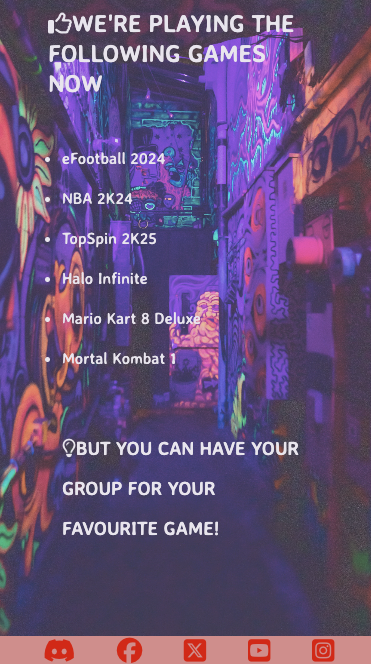 WE'RE PLAYING THE
FOLLOWING GAMES
NOW
eFootball 2024
NBA 2K24
TopSpin 2K25
Halo Infinite
Mario Kart 8 Deluxe
Mortal Kombat 1
BUT YOU CAN HAVE YOUR
GROUP FOR YOUR
FAVOURITE GAME!